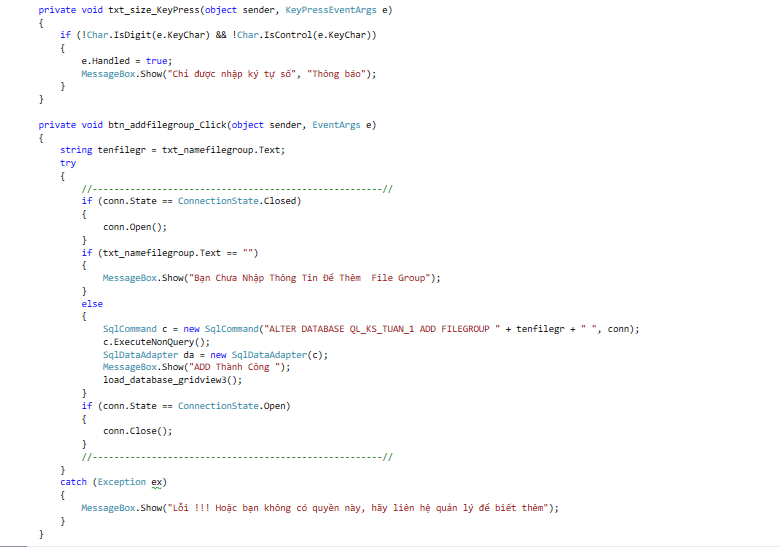 private void txt_size_KeyPress(object sender, KeyPressEventArgs e)
{
if (!Char.IsDigit(e.KeyChar) && !Char.IsControl(e.KeyChar))
{
e.Handled = true;
MessageBox.Show("Chỉ được nhập ký tự số", "Thông báo");
}
}
private void btn_addfilegroup_Click(object sender, EventArgs e)
{
string tenfilegr = txt_namefilegroup.Text;
try
{
//------------------------------------------------------//
if (conn.State == ConnectionState.Closed)
{
conn.Open();
}
if (txt_namefilegroup.Text == "")
{
MessageBox.Show("Bạn Chưa Nhập Thông Tin Để Thêm  File Group");
}
else
{
SqlCommand c = new SqlCommand("ALTER DATABASE QL_KS_TUAN_1 ADD FILEGROUP " + tenfilegr + " ", conn);
c.ExecuteNonQuery();
SqlDataAdapter da = new SqlDataAdapter(c);
MessageBox.Show("ADD Thành Công ");
load_database_gridview3();
}
if (conn.State == ConnectionState.Open)
{
conn.Close();
}
//------------------------------------------------------//
}
catch (Exception ex)
{
MessageBox.Show("Lỗi !!! Hoặc bạn không có quyền này, hãy liên hệ quản lý để biết thêm");
}
}